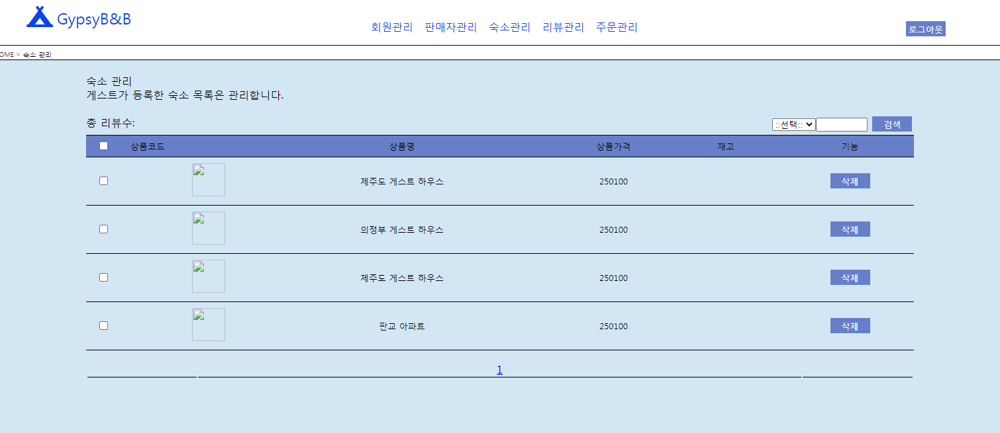 GypsyB&B
회원관리 판매자관리 숙소관리 리뷰관리 주문관리
로그아웃
OME > 숙소 관리
숙소 관리
게스트가 등록한 숙소 목록은 관리합니다.
총 리뷰수:
::선택:: 검색
상품코드 상품명 상품가격 재고 기능
제주도 게스트 하우스 250100 삭제
의정부 게스트 하우스 250100 삭제
제주도 게스트 하우스 250100 삭제
판교 아파트 250100 삭제
1